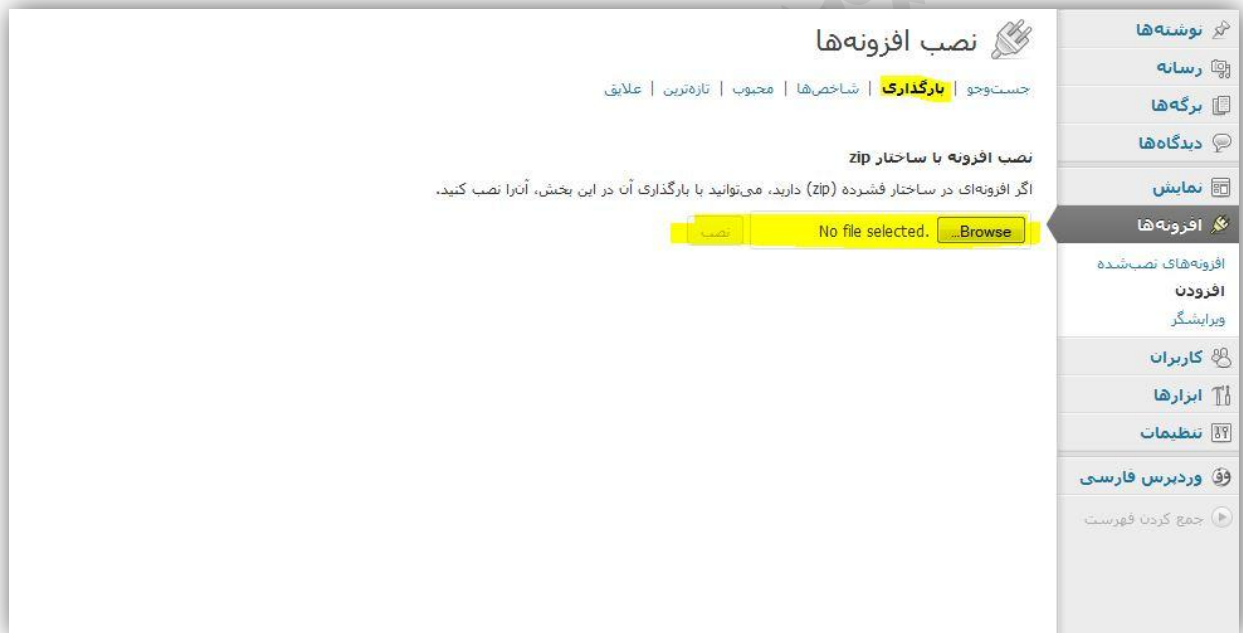 نصب افزونه‌ها
جست‌وجو | بارگذاری | شاخص‌ها | محبوب | تازه‌ترین | علایق
نصب افزونه با ساختار zip
اگر افزونه‌ای در ساختار فشرده (zip) دارید، می‌توانید با بارگذاری آن در این بخش، آن‌را نصب کنید.
Browse... No file selected. نصب
نوشته‌ها
رسانه
برگه‌ها
دیدگاه‌ها
نمایش
افزونه‌ها
افزونه‌های نصب‌شده
افزودن
ویرایشگر
کاربران
ابزارها
تنظیمات
وردپرس فارسی
جمع کردن فهرست